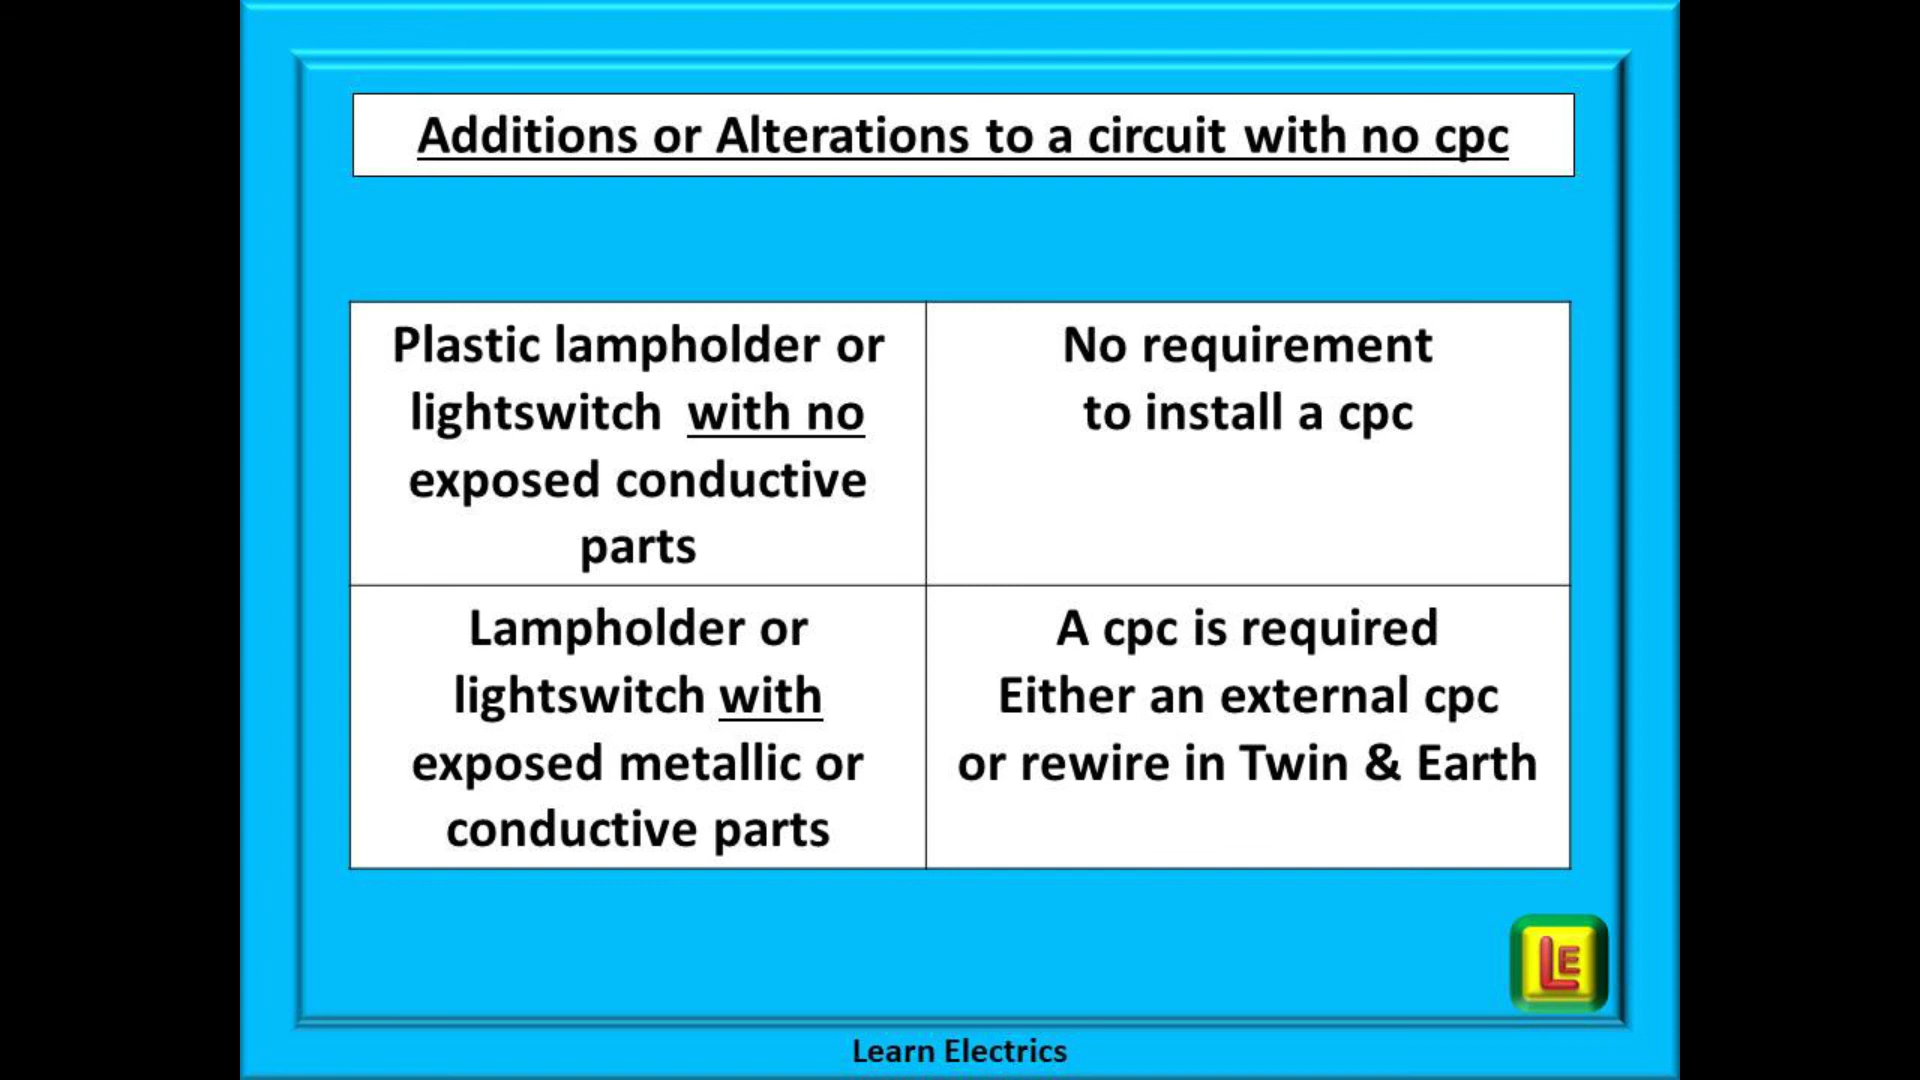 Additions or Alterations to a circuit with no cpc
Plastic lampholder or
lightswitch with no
exposed conductive
parts
No requirement
to install a cpc
Lampholder or
lightswitch with
exposed metallic or
conductive parts
A cpc is required
Either an external cpc
or rewire in Twin & Earth
LE
Learn Electrics